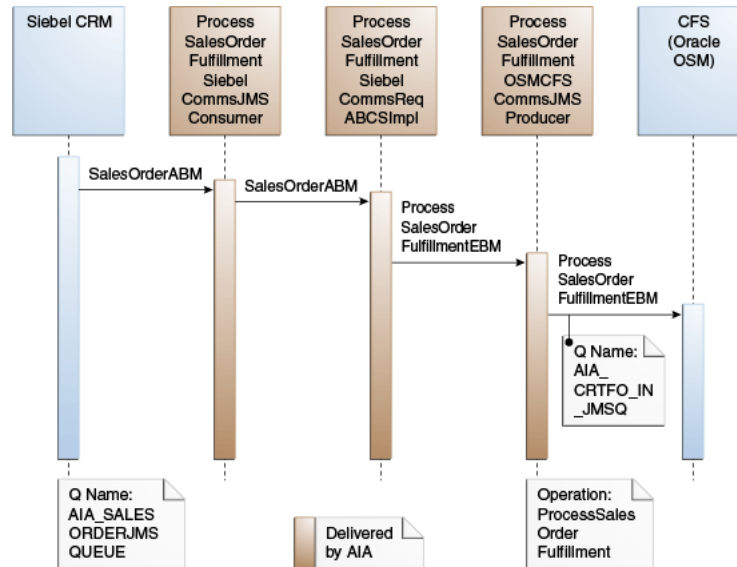 Siebel CRM
Process
SalesOrder
Fulfillment
Siebel
CommsJMS
Consumer
Process
SalesOrder
Fulfillment
Siebel
CommsReq
ABCSImpl
Process
SalesOrder
Fulfillment
OSMCFS
CommsJMS
Producer
CFS
(Oracle
OSM)
SalesOrderABM
SalesOrderABM
Process
SalesOrder
FulfillmentEBM
Process
SalesOrder
FulfillmentEBM
Q Name:
AIA_
CRTFO_IN
_JMSQ
Q Name:
AIA_SALES
ORDERJMS
QUEUE
Delivered
by AIA
Operation:
ProcessSales
Order
Fulfillment